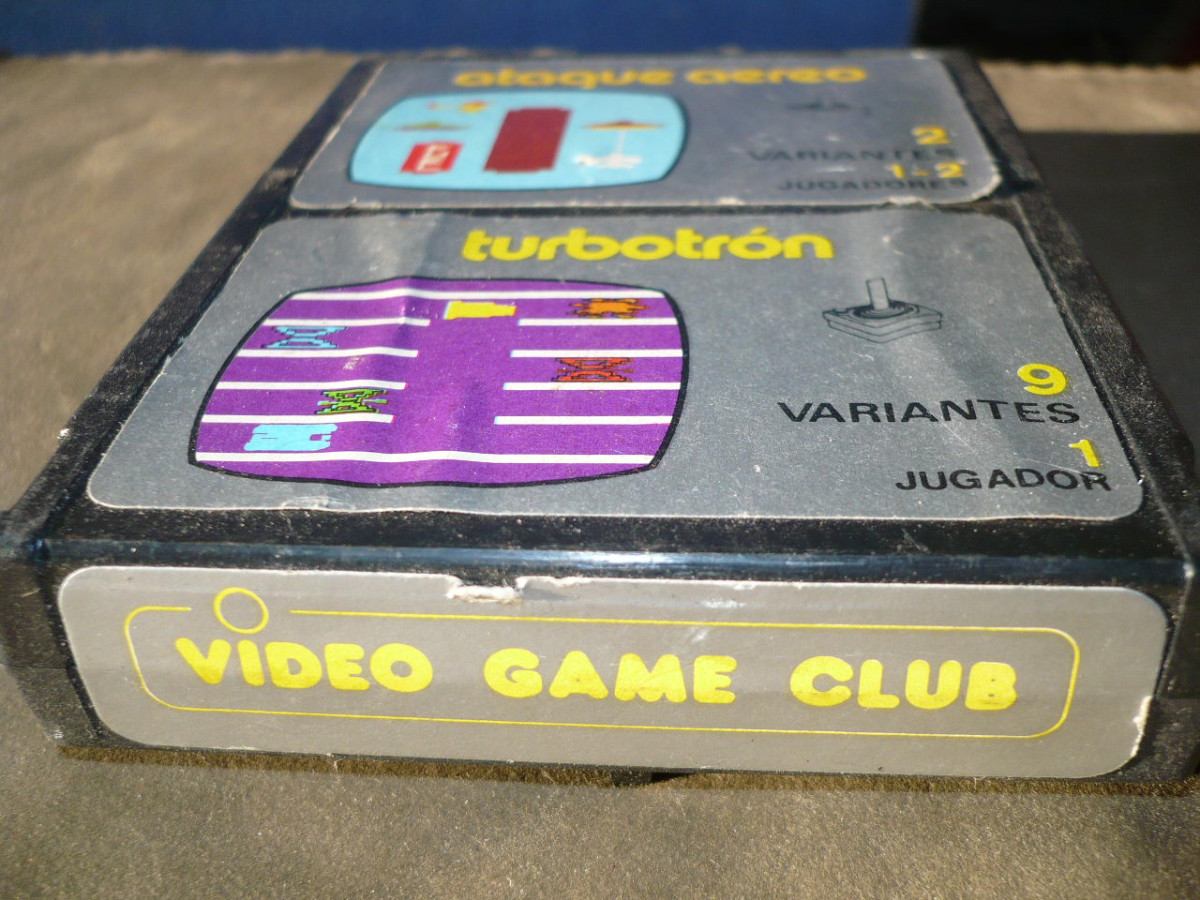 ataque aereo
2
VARIANTES
1-2
JUGADORES
turbotrón
9
VARIANTES
1
JUGADOR
VIDEO GAME CLUB